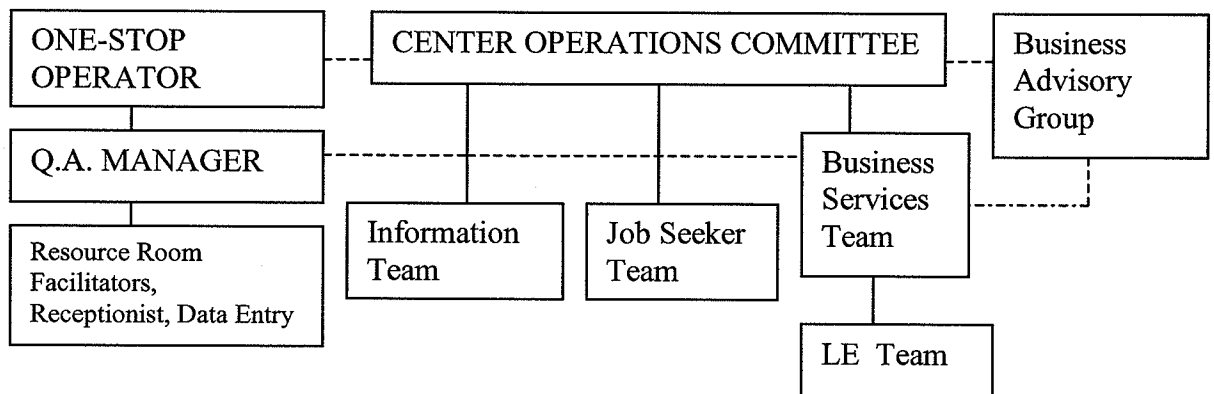 ONE-STOP
OPERATOR
CENTER OPERATIONS COMMITTEE
Business
Advisory
Group
Q.A. MANAGER
Business
Services
Team
Resource Room
Facilitators,
Receptionist, Data Entry
Information
Team
Job Seeker
Team
LE Team